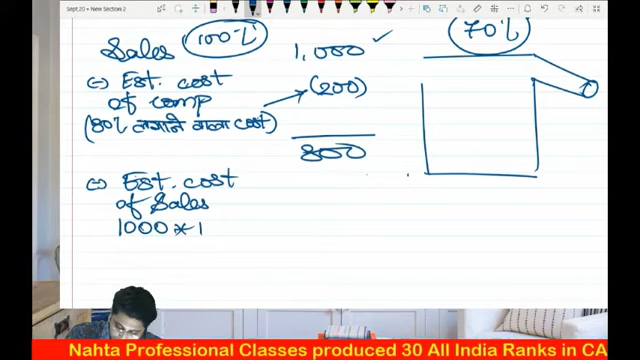 Sept.20
New Section 2
Sales 100% 1,000 ✓ 70%
(-) Est. cost (200)
of comp
(80% लगाने वाला cost)
800
(-) Est. cost
of Sales
1000 * 1
Nahta Professional Classes produced 30 All India Ranks in CA